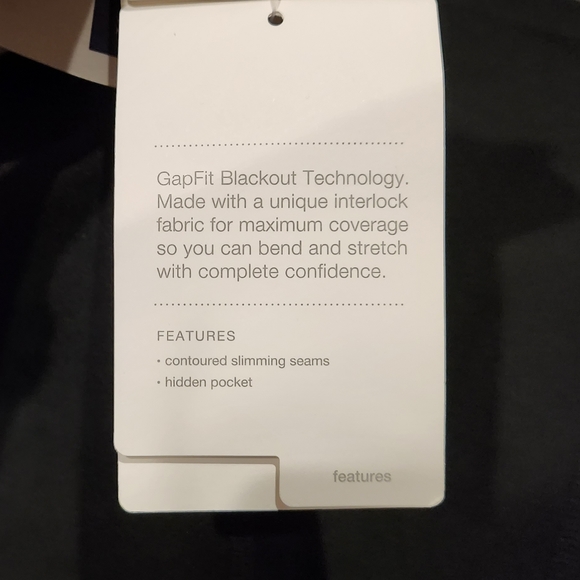 GapFit Blackout Technology.
Made with a unique interlock
fabric for maximum coverage
so you can bend and stretch
with complete confidence.
FEATURES
• contoured slimming seams
• hidden pocket
features